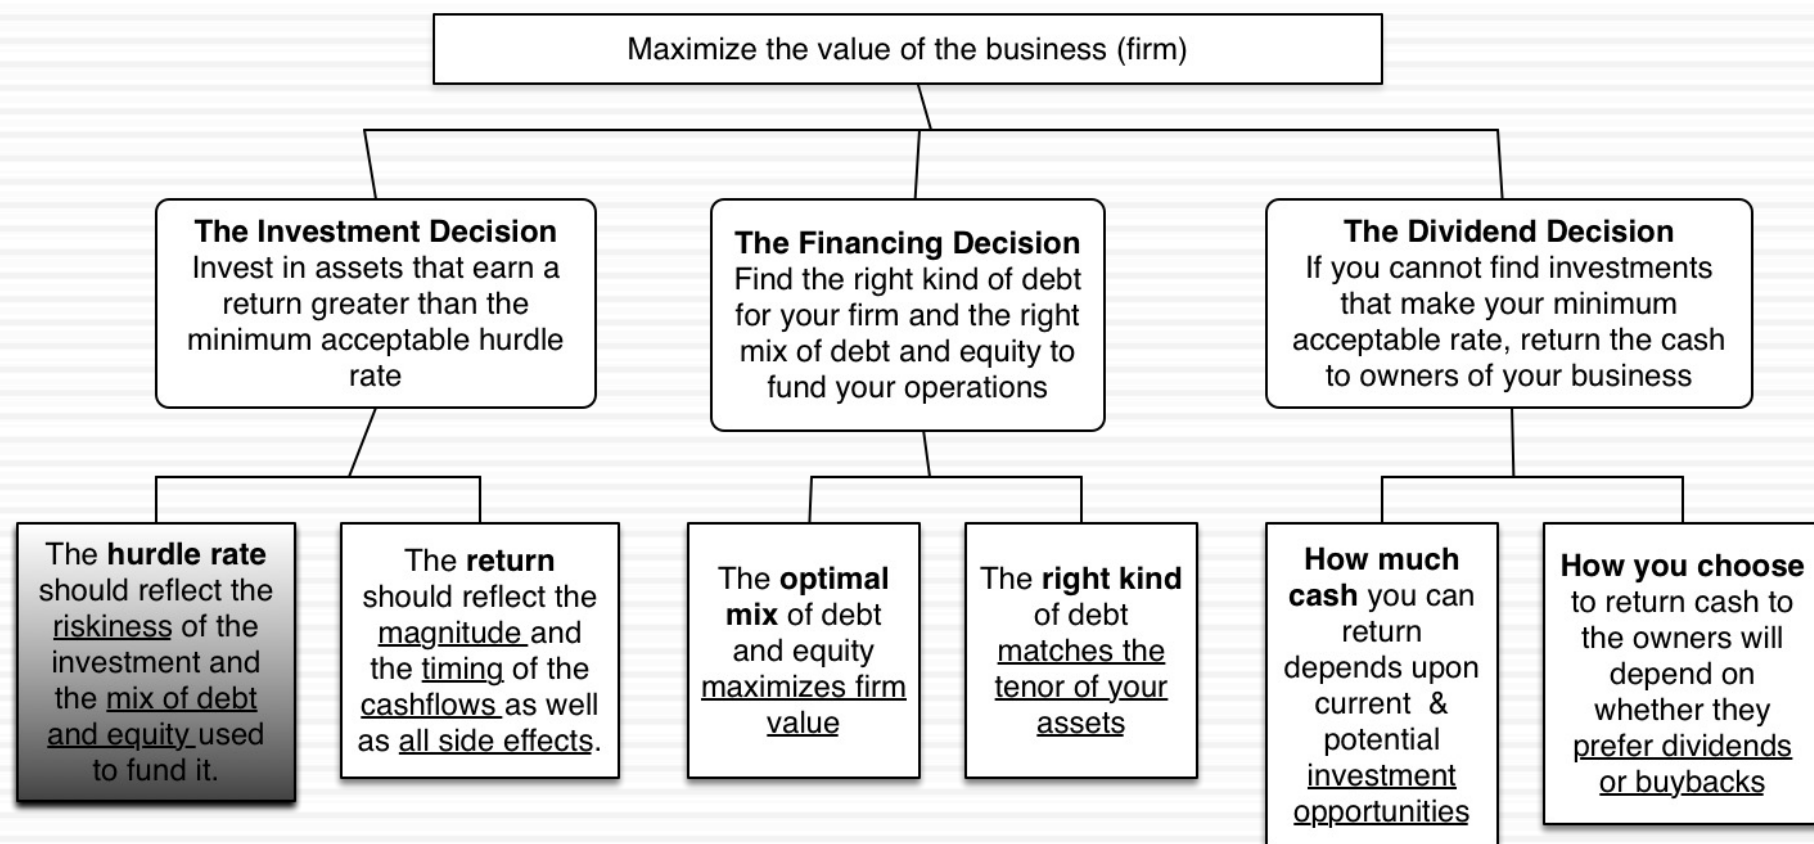 Maximize the value of the business (firm)
The Investment Decision
Invest in assets that earn a
return greater than the
minimum acceptable hurdle
rate
The Financing Decision
Find the right kind of debt
for your firm and the right
mix of debt and equity to
fund your operations
The Dividend Decision
If you cannot find investments
that make your minimum
acceptable rate, return the cash
to owners of your business
The hurdle rate
should reflect the
riskiness of the
investment and
the mix of debt
and equity used
to fund it.
The return
should reflect the
magnitude and
the timing of the
cashflows as well
as all side effects.
The optimal
mix of debt
and equity
maximizes firm
value
The right kind
of debt
matches the
tenor of your
assets
How much
cash you can
return
depends upon
current & 
potential
investment
opportunities
How you choose
to return cash to
the owners will
depend on
whether they
prefer dividends
or buybacks